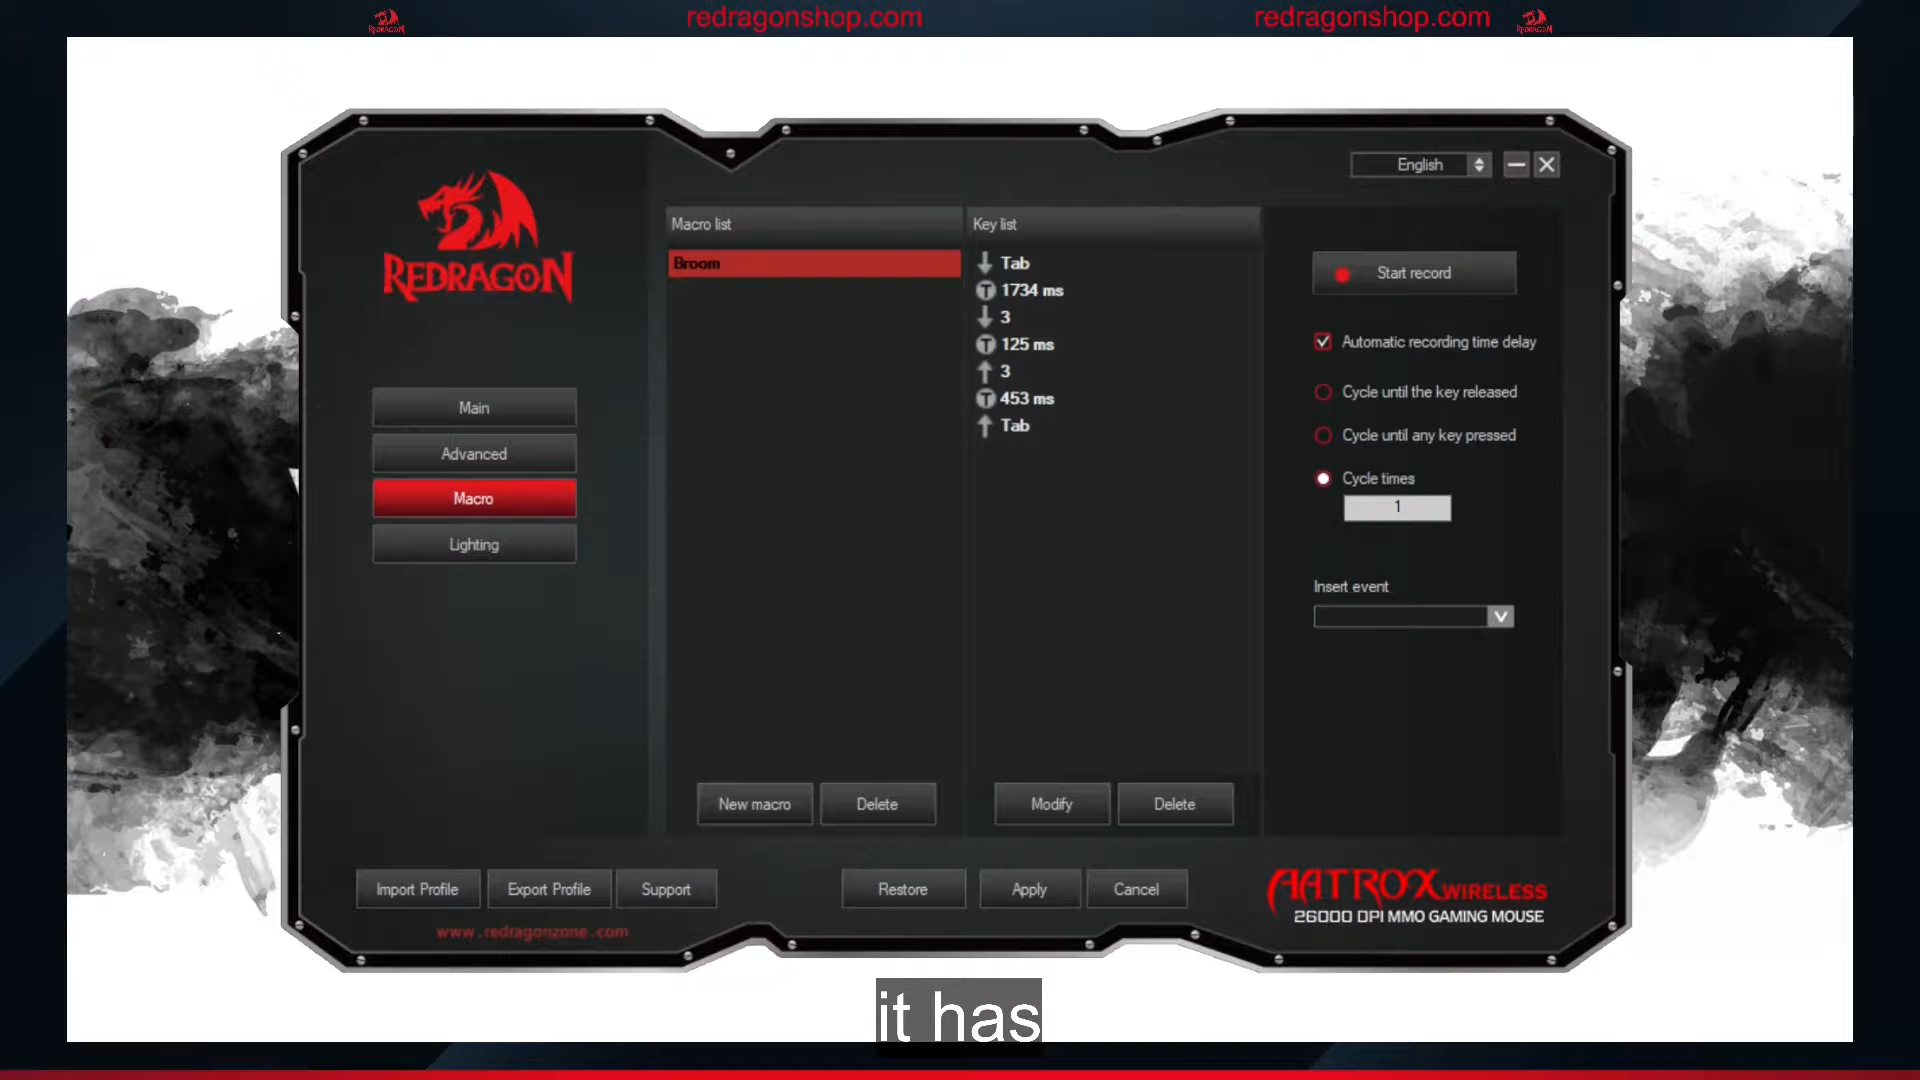 redragonshop.com
redragonshop.com
REDRAGON
REDRAGON
English
REDRAGON
Macro list
Key list
Broom
Tab
1734 ms
3
125 ms
3
453 ms
Tab
Start record
Automatic recording time delay
Cycle until the key released
Cycle until any key pressed
Cycle times
1
Insert event
Main
Advanced
Macro
Lighting
New macro
Delete
Modify
Delete
Import Profile
Export Profile
Support
Restore
Apply
Cancel
AATROX WIRELESS
26000 DPI MMO GAMING MOUSE
www.redragonzone.com
it has